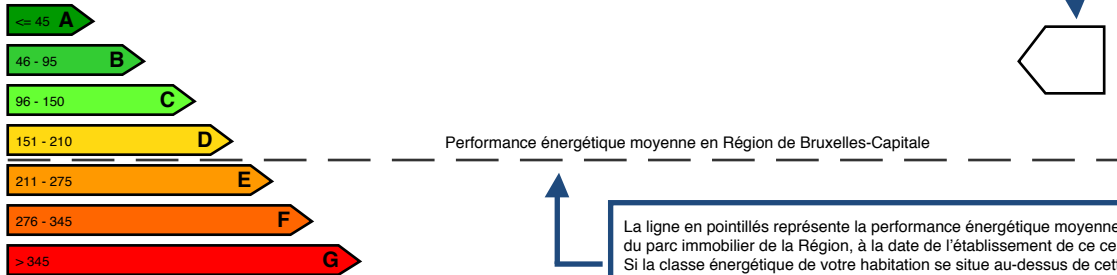 <= 45 A
46 - 95 B
96 - 150 C
151 - 210 D
Performance énergétique moyenne en Région de Bruxelles-Capitale
211 - 275 E
276 - 345 F
> 345 G
La ligne en pointillés représente la performance énergétique moyenne
du parc immobilier de la Région, à la date de l'établissement de ce
Si la classe énergétique de votre habitation se situe au-dessus de